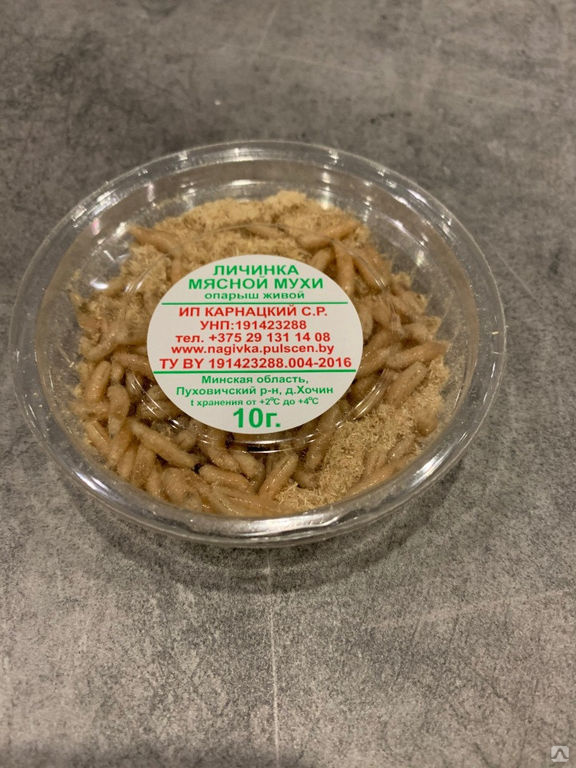 ЛИЧИНКА
МЯСНОЙ МУХИ
опарыш живой
ИП КАРНАЦКИЙ С.Р.
УНП:191423288
тел. +375 29 131 14 08
www.nagivka.pulscen.by
ТУ BY 191423288.004-2016
Минская область,
Пуховичский р-н, д.Хочин
t хранения от +2°С до +4°С
10г.